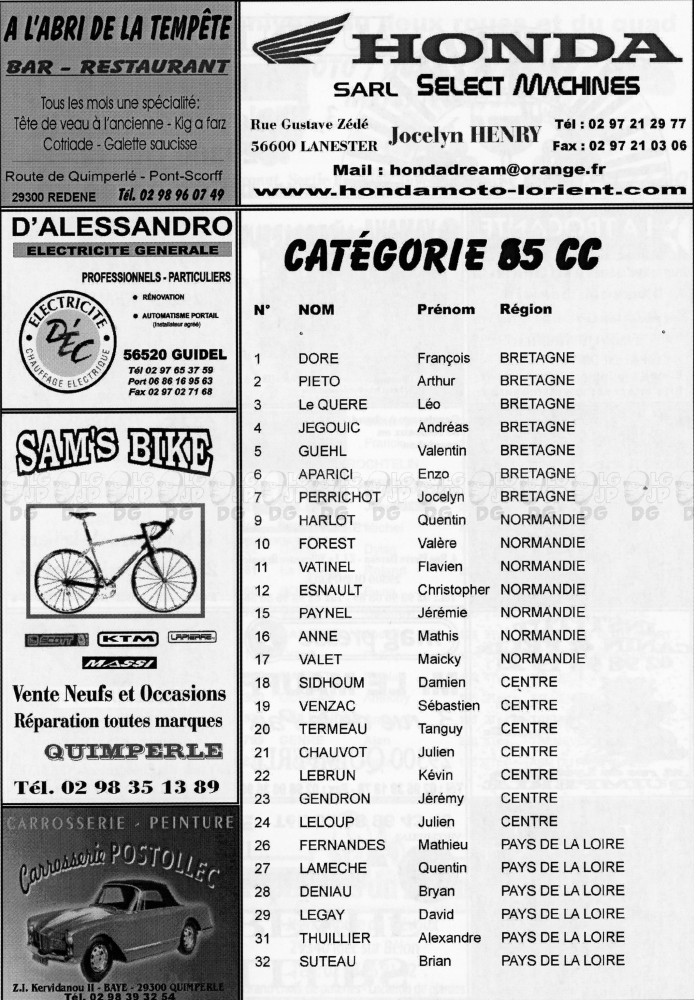 A L'ABRI DE LA TEMPÊTE
BAR - RESTAURANT
Tous les mois une spécialité:
Tête de veau à l'ancienne - Kig a farz
Cotriade - Galette saucisse
Route de Quimperlé - Pont-Scorff
29300 REDENE Tél. 02 98 96 07 49
HONDA
SARL SELECT MACHINES
Rue Gustave Zédé
56600 LANESTER
Jocelyn HENRY
Tél : 02 97 21 29 77
Fax : 02 97 21 03 06
Mail : hondadream@orange.fr
www.hondamoto-lorient.com
D'ALESSANDRO
ELECTRICITE GENERALE
PROFESSIONNELS - PARTICULIERS
• RÉNOVATION
• AUTOMATISME PORTAIL
(Installateur agréé)
ELECTRICITE
DEC
CHAUFFAGE ELECTRIQUE
56520 GUIDEL
Tél 02 97 65 37 59
Port 06 86 16 95 63
Fax 02 97 02 71 68
SAM'S BIKE
SCOTT KTM LAPIERRE
MASSI
Vente Neufs et Occasions
Réparation toutes marques
QUIMPERLE
Tél. 02 98 35 13 89
CARROSSERIE - PEINTURE
Carrosserie POSTOLLEC
Z.I. Kervidanou II - BAYE - 29300 QUIMPERLE
Tél. 02 98 39 32 54
CATÉGORIE 85 CC
N° NOM Prénom Région
1 DORE François BRETAGNE
2 PIETO Arthur BRETAGNE
3 Le QUERE Léo BRETAGNE
4 JEGOUIC Andréas BRETAGNE
5 GUEHL Valentin BRETAGNE
6 APARICI Enzo BRETAGNE
7 PERRICHOT Jocelyn BRETAGNE
9 HARLOT Quentin NORMANDIE
10 FOREST Valère NORMANDIE
11 VATINEL Flavien NORMANDIE
12 ESNAULT Christopher NORMANDIE
15 PAYNEL Jérémie NORMANDIE
16 ANNE Mathis NORMANDIE
17 VALET Maicky NORMANDIE
18 SIDHOUM Damien CENTRE
19 VENZAC Sébastien CENTRE
20 TERMEAU Tanguy CENTRE
21 CHAUVOT Julien CENTRE
22 LEBRUN Kévin CENTRE
23 GENDRON Jérémy CENTRE
24 LELOUP Julien CENTRE
26 FERNANDES Mathieu PAYS DE LA LOIRE
27 LAMECHE Quentin PAYS DE LA LOIRE
28 DENIAU Bryan PAYS DE LA LOIRE
29 LEGAY David PAYS DE LA LOIRE
31 THUILLIER Alexandre PAYS DE LA LOIRE
32 SUTEAU Brian PAYS DE LA LOIRE